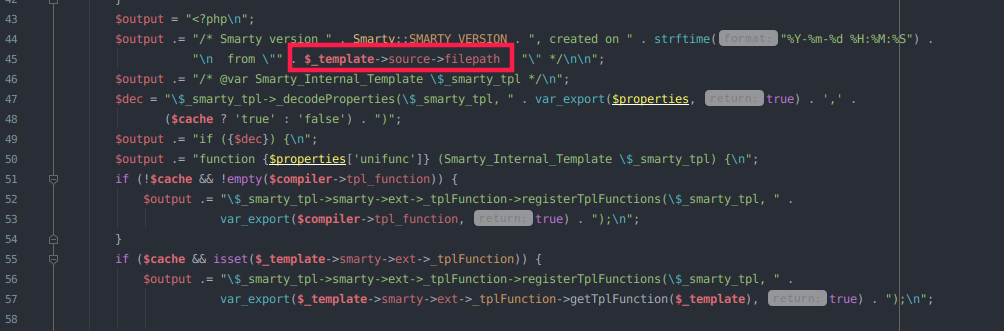 42 }
43 $output = "<?php\n";
44 $output .= "/* Smarty version " . Smarty::SMARTY_VERSION . ", created on " . strftime( format: "%Y-%m-%d %H:%M:%S") .
45 "\n from \"" . $_template->source->filepath . "\" */\n\n";
46 $output .= "/* @var Smarty_Internal_Template \$_smarty_tpl */\n";
47 $dec = "\$_smarty_tpl->_decodeProperties(\$_smarty_tpl, " . var_export($properties, return: true) . ',' .
48 ($cache ? 'true' : 'false') . ")";
49 $output .= "if ({$dec}) {\n";
50 $output .= "function {$properties['unifunc']} (Smarty_Internal_Template \$_smarty_tpl) {\n";
51 if (!$cache && !empty($compiler->tpl_function)) {
52 $output .= "\$_smarty_tpl->smarty->ext->_tplFunction->registerTplFunctions(\$_smarty_tpl, " .
53 var_export($compiler->tpl_function, return: true) . ");\n";
54 }
55 if ($cache && isset($_template->smarty->ext->_tplFunction)) {
56 $output .= "\$_smarty_tpl->smarty->ext->_tplFunction->registerTplFunctions(\$_smarty_tpl, " .
57 var_export($_template->smarty->ext->_tplFunction->getTplFunction($_template), return: true) . ");\n";
58